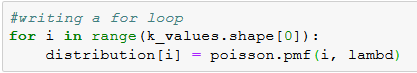 #writing a for loop
for i in range(k_values.shape[0]):
    distribution[i] = poisson.pmf(i, lambd)